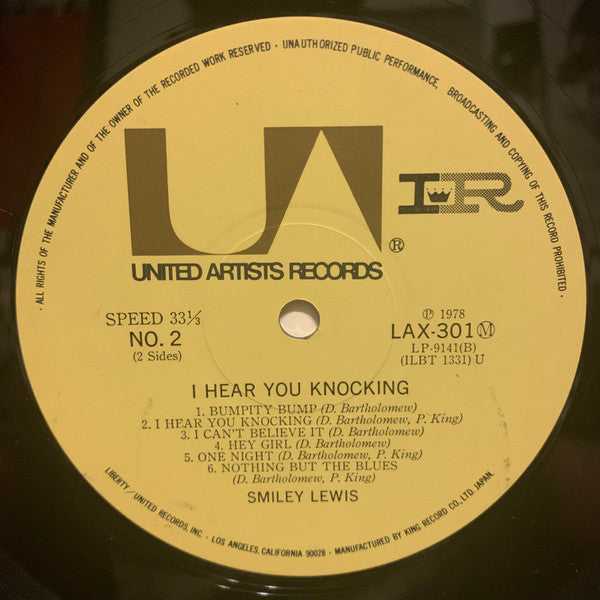 · ALL RIGHTS OF THE MANUFACTURER AND OF THE OWNER OF THE RECORDED WORK RESERVED · UNAUTHORIZED PUBLIC PERFORMANCE, BROADCASTING AND COPYING OF THIS RECORD PROHIBITED ·
UA
IR
®
UNITED ARTISTS RECORDS
SPEED 33⅓
NO. 2
(2 Sides)
℗ 1978
LAX-301 Ⓜ
LP-9141(B)
(ILBT 1331) U
I HEAR YOU KNOCKING
1. BUMPITY BUMP (D. Bartholomew)
2. I HEAR YOU KNOCKING (D. Bartholomew, P. King)
3. I CAN'T BELIEVE IT (D. Bartholomew)
4. HEY GIRL (D. Bartholomew)
5. ONE NIGHT (D. Bartholomew, P. King)
6. NOTHING BUT THE BLUES
(D. Bartholomew, P. King)
SMILEY LEWIS
LIBERTY/UNITED RECORDS, INC. · LOS ANGELES, CALIFORNIA 90028 · MANUFACTURED BY KING RECORD CO., LTD. JAPAN.